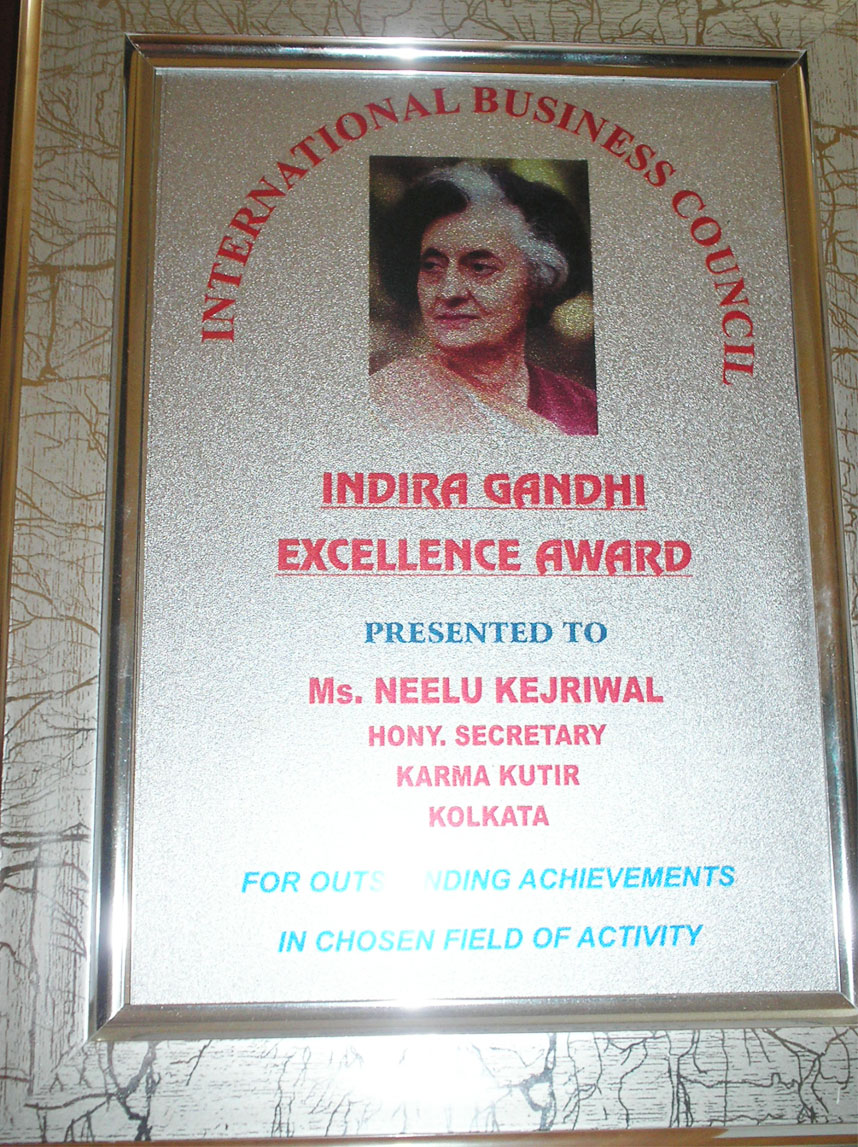 INTERNATIONAL BUSINESS COUNCIL
INDIRA GANDHI
EXCELLENCE AWARD
PRESENTED TO
Ms. NEELU KEJRIWAL
HONY. SECRETARY
KARMA KUTIR
KOLKATA
FOR OUTSTANDING ACHIEVEMENTS
IN CHOSEN FIELD OF ACTIVITY